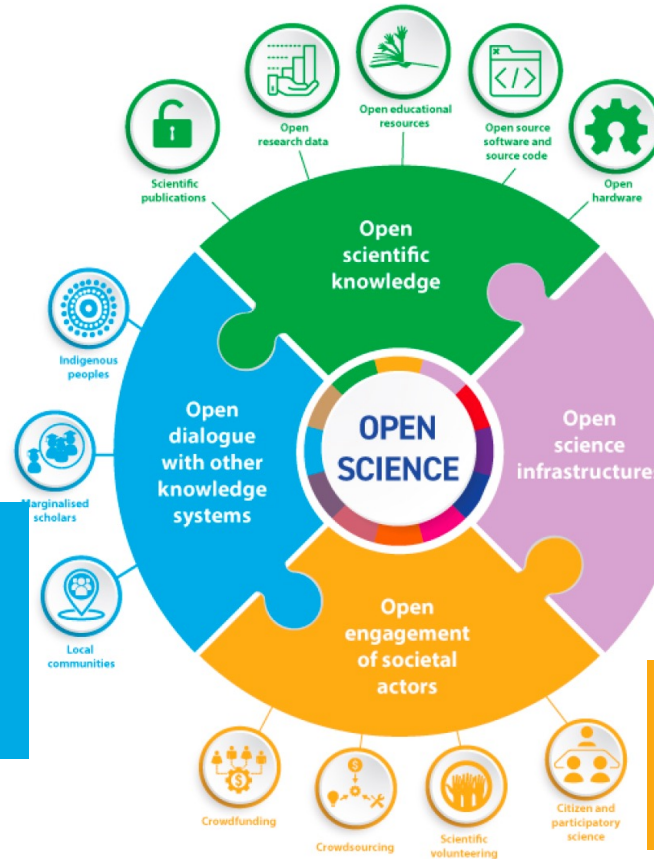 Open educational
resources
Open
research data
Open source
software and
source code
Scientific
publications
Open
hardware
Open
scientific
knowledge
Indigenous
peoples
Marginalised
scholars
Local
communities
Open
dialogue
with other
knowledge
systems
OPEN
SCIENCE
Open
science
infrastructure
Open
engagement
of societal
actors
Crowdfunding
Crowdsourcing
Scientific
volunteering
Citizen and
participatory
science